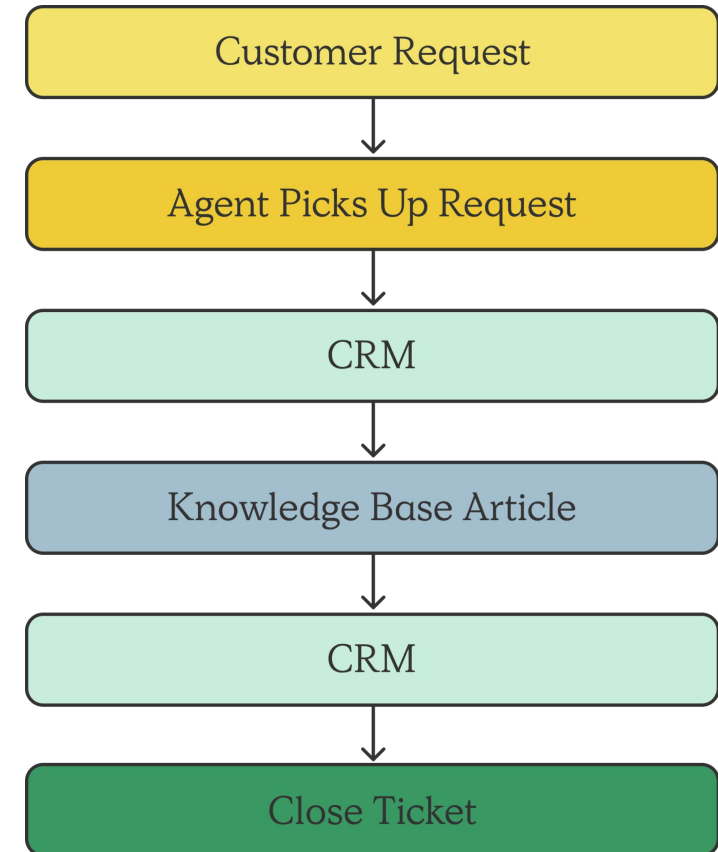 Customer Request
Agent Picks Up Request
CRM
Knowledge Base Article
CRM
Close Ticket